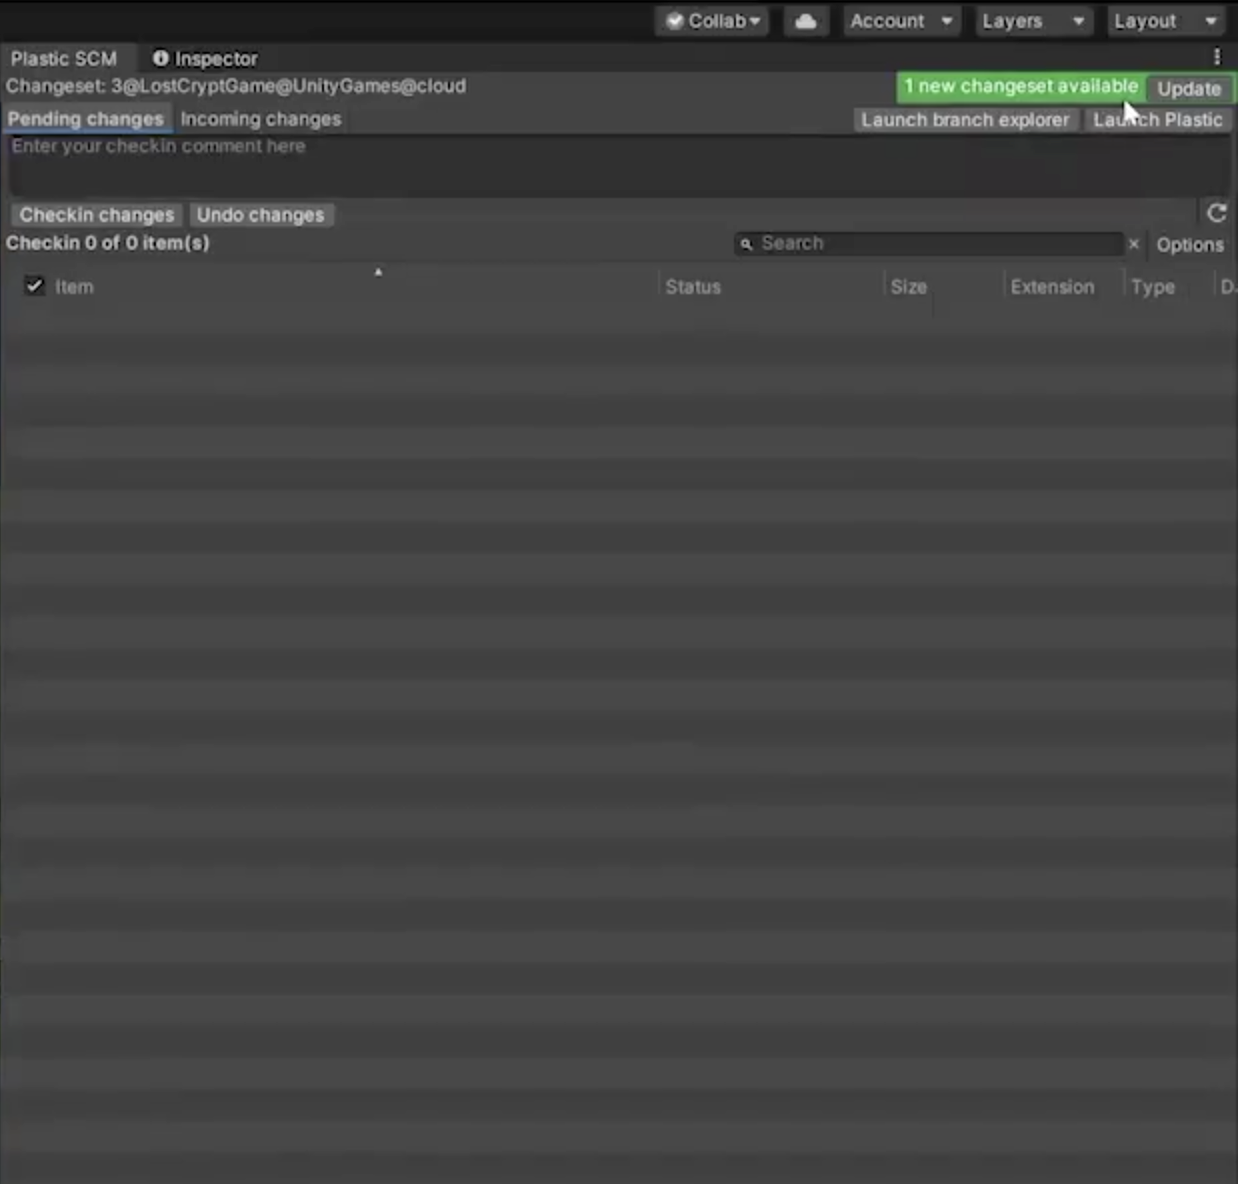 Collab Account Layers Layout
Plastic SCM Inspector
Changeset: 3@LostCryptGame@UnityGames@cloud 1 new changeset available Update
Pending changes Incoming changes Launch branch explorer Launch Plastic
Enter your checkin comment here
Checkin changes Undo changes
Checkin 0 of 0 item(s) Search × Options
Item Status Size Extension Type D